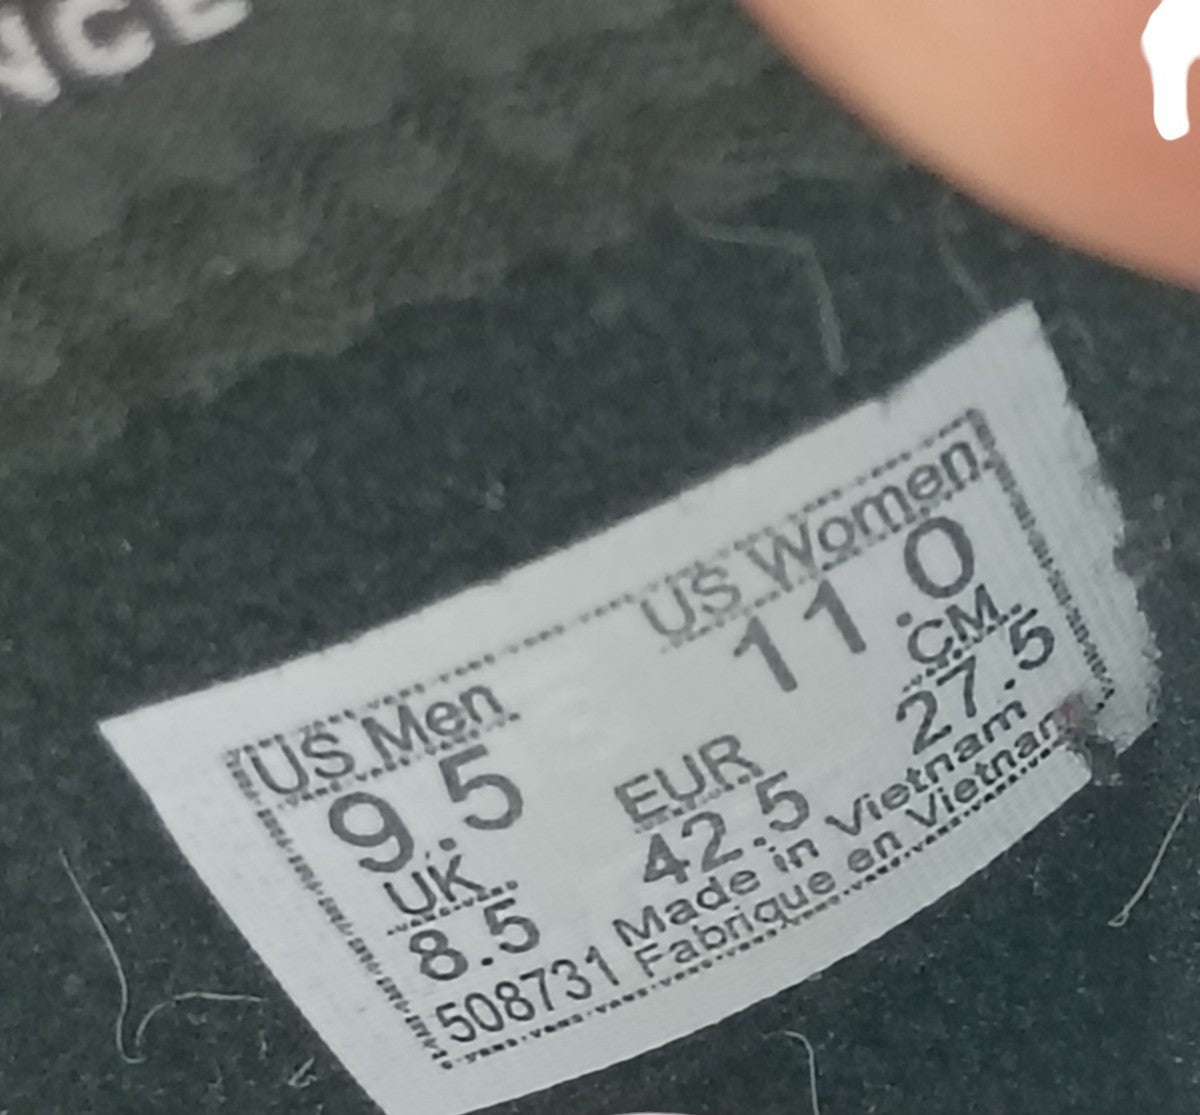 NCE
US Men
US Women
9.5
11.0
UK
EUR
CM
8.5
42.5
27.5
508731
Made in Vietnam
Fabrique en Vietnam